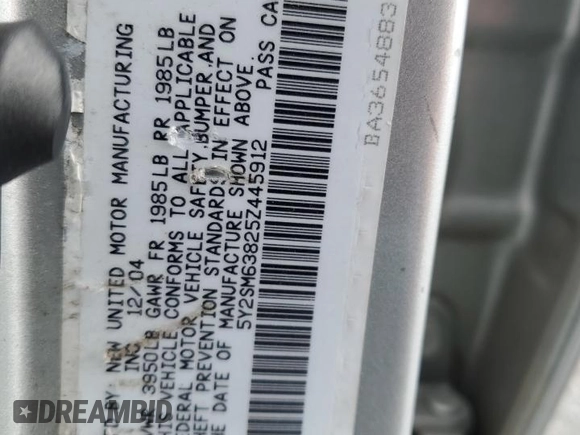 BY: NEW UNITED MOTOR MANUFACTURING
INC. 12/04
3950LB GAWR FR 1985LB RR 1985LB
VEHICLE CONFORMS TO ALL APPLICABLE
FEDERAL MOTOR VEHICLE SAFETY, BUMPER AND
THEFT PREVENTION STANDARDS IN EFFECT ON
THE DATE OF MANUFACTURE SHOWN ABOVE.
5Y2SM63825Z445912 PASS CA
BA3654883
DREAMBID